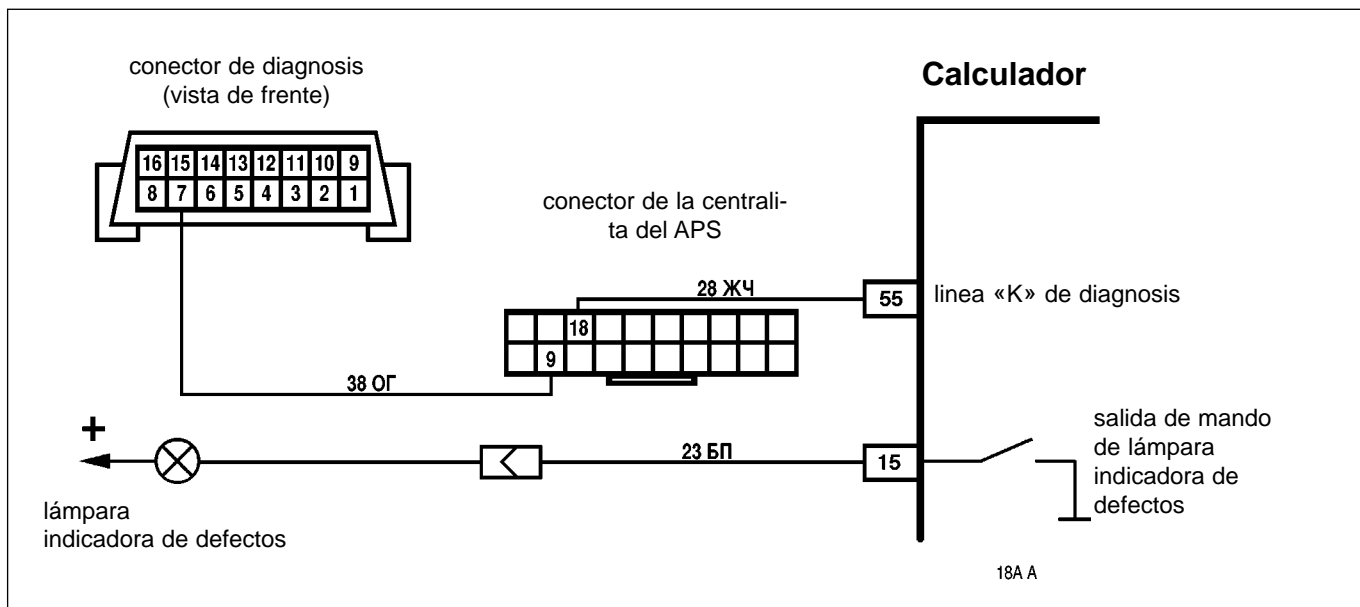 conector de diagnosis
(vista de frente)
Calculador
16 15 14 13 12 11 10 9
8 7 6 5 4 3 2 1
conector de la centrali-
ta del APS
28 ЖЧ
55
linea «K» de diagnosis
18
9
38 ОГ
+
23 БП
15
salida de mando
de lámpara
indicadora de
defectos
lámpara
indicadora de defectos
18A A